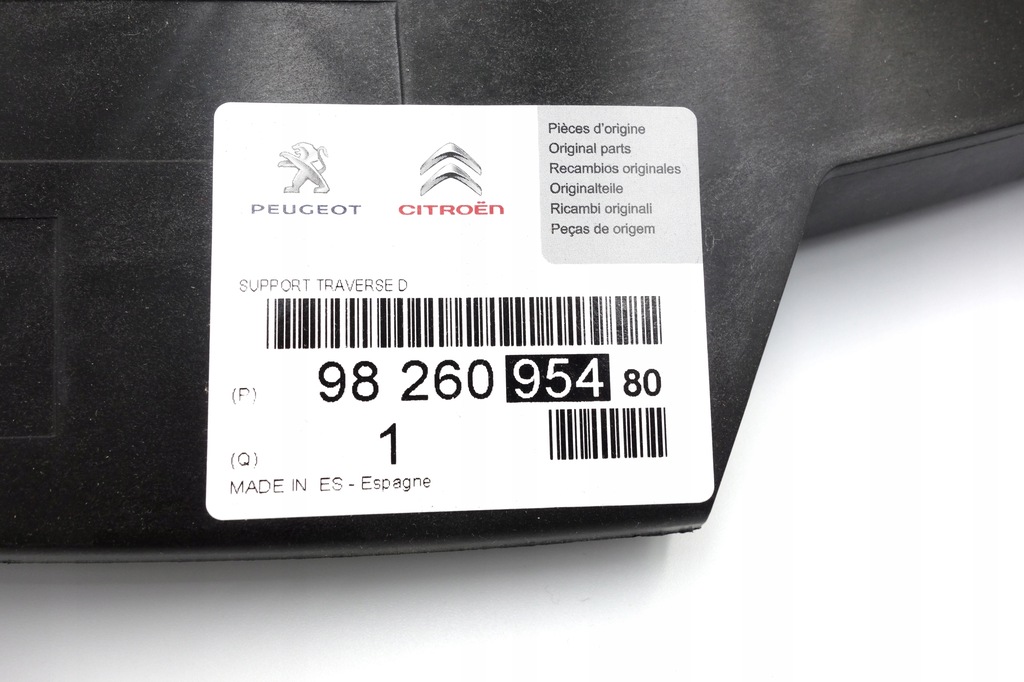 PEUGEOT
CITROËN
Pièces d'origine
Original parts
Recambios originales
Originalteile
Ricambi originali
Peças de origem
SUPPORT TRAVERSE D
(P) 98 260 954 80
(Q) 1
MADE IN ES - Espagne